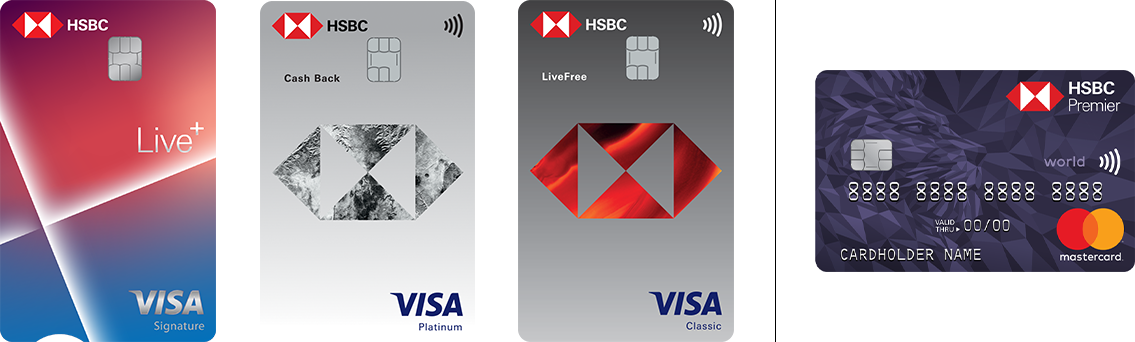 HSBC
Live+
VISA
Signature
HSBC
Cash Back
VISA
Platinum
HSBC
LiveFree
VISA
Classic
HSBC
Premier
world
8888 8888 8888 8888
VALID
THRU ▸ 00/00
CARDHOLDER NAME
mastercard.